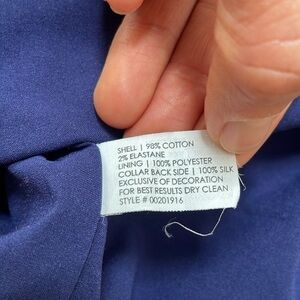 SHELL | 98% COTTON
2% ELASTANE
LINING | 100% POLYESTER
COLLAR BACK SIDE | 100% SILK
EXCLUSIVE OF DECORATION
FOR BEST RESULTS DRY CLEAN
STYLE # 00201916